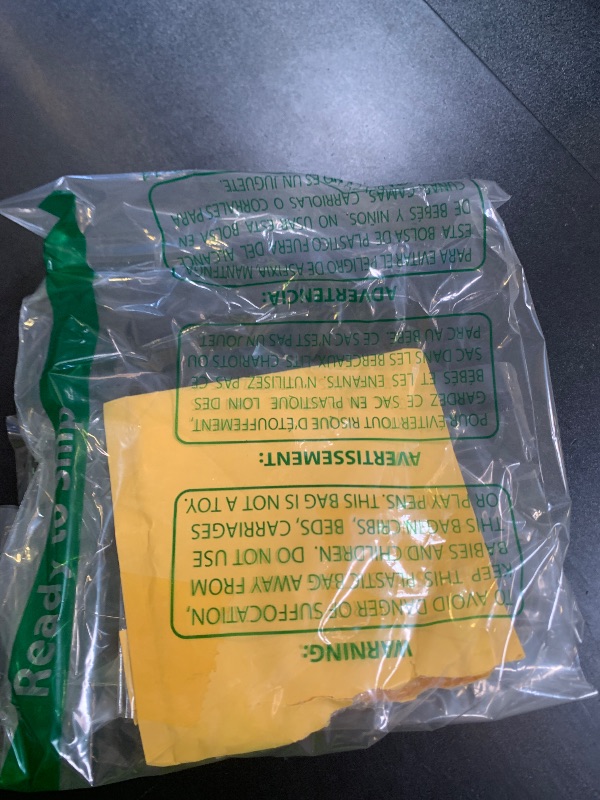 WARNING:
TO AVOID DANGER OF SUFFOCATION,
KEEP THIS PLASTIC BAG AWAY FROM
BABIES AND CHILDREN. DO NOT USE
THIS BAG IN CRIBS, BEDS, CARRIAGES
OR PLAY PENS. THIS BAG IS NOT A TOY.
AVERTISSEMENT:
POUR EVITER TOUT RISQUE D'ÉTOUFFEMENT,
GARDEZ CE SAC EN PLASTIQUE LOIN DES
BEBES ET LES ENFANTS. N'UTILISEZ PAS CE
SAC DANS LES BERCEAUX, LITS, CHARIOTS OU
PARC AU BEBE. CE SAC N'EST PAS UN JOUET
ADVERTENCIA:
PARA EVITAR EL PELIGRO DE ASFIXIA, MANTENGA
ESTA BOLSA DE PLASTICO FUERA DEL ALCANCE
DE BEBES Y NIÑOS. NO USAR ESTA BOLSA EN
CUNAS, CAMAS, CARRIOLAS O CORRALES PARA
NO ES UN JUGUETE.
Ready to Ship